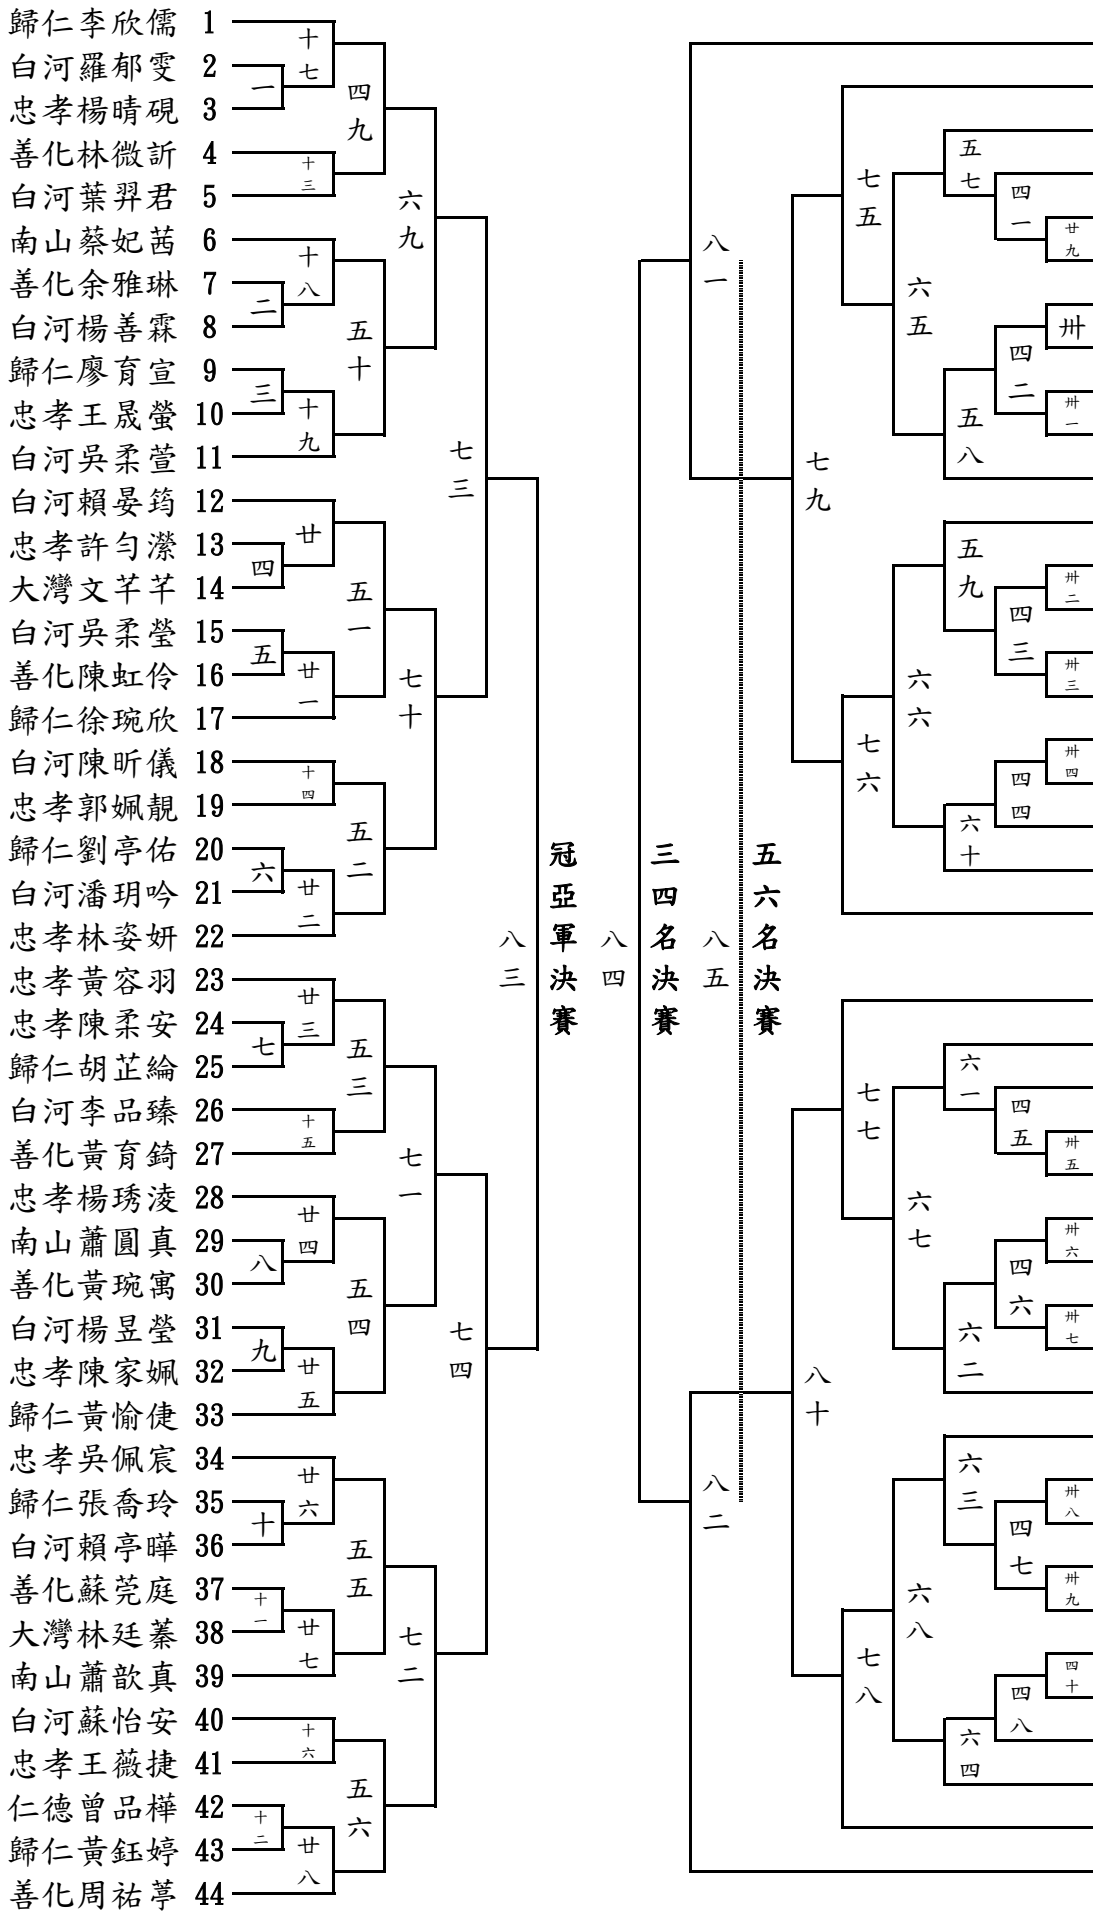 歸仁李欣儒 1
白河羅郁雯 2
忠孝楊晴硯 3
善化林微訢 4
白河葉羿君 5
南山蔡妃茜 6
善化余雅琳 7
白河楊善霖 8
歸仁廖育宣 9
忠孝王晟螢 10
白河吳柔萱 11
白河賴晏筠 12
忠孝許勻瀠 13
大灣文芊芊 14
白河吳柔瑩 15
善化陳虹伶 16
歸仁徐琬欣 17
白河陳昕儀 18
忠孝郭姵靚 19
歸仁劉亭佑 20
白河潘玥吟 21
忠孝林姿妍 22
忠孝黃容羽 23
忠孝陳柔安 24
歸仁胡芷綸 25
白河李品臻 26
善化黃育錡 27
忠孝楊琇淩 28
南山蕭圓真 29
善化黃琬寓 30
白河楊昱瑩 31
忠孝陳家姵 32
歸仁黃愉倢 33
忠孝吳佩宸 34
歸仁張喬玲 35
白河賴亭曄 36
善化蘇莞庭 37
大灣林廷蓁 38
南山蕭歆真 39
白河蘇怡安 40
忠孝王薇捷 41
仁德曾品樺 42
歸仁黃鈺婷 43
善化周祐葶 44
一
二
三
四
五
六
七
八
九
十
十一
十二
十七
十三
十八
十九
廿
廿一
十四
廿二
廿三
十五
廿四
廿五
廿六
廿七
十六
廿八
四九
五十
五一
五二
五三
五四
五五
五六
六九
七十
七一
七二
七三
七四
八三
冠亞軍決賽
八四
三四名決賽
八一
八二
八五
五六名決賽
七九
八十
七五
七六
七七
七八
六五
六六
六七
六八
五七
五八
五九
六十
六一
六二
六三
六四
四一
四二
四三
四四
四五
四六
四七
四八
廿九
卅
卅一
卅二
卅三
卅四
卅五
卅六
卅七
卅八
卅九
四十